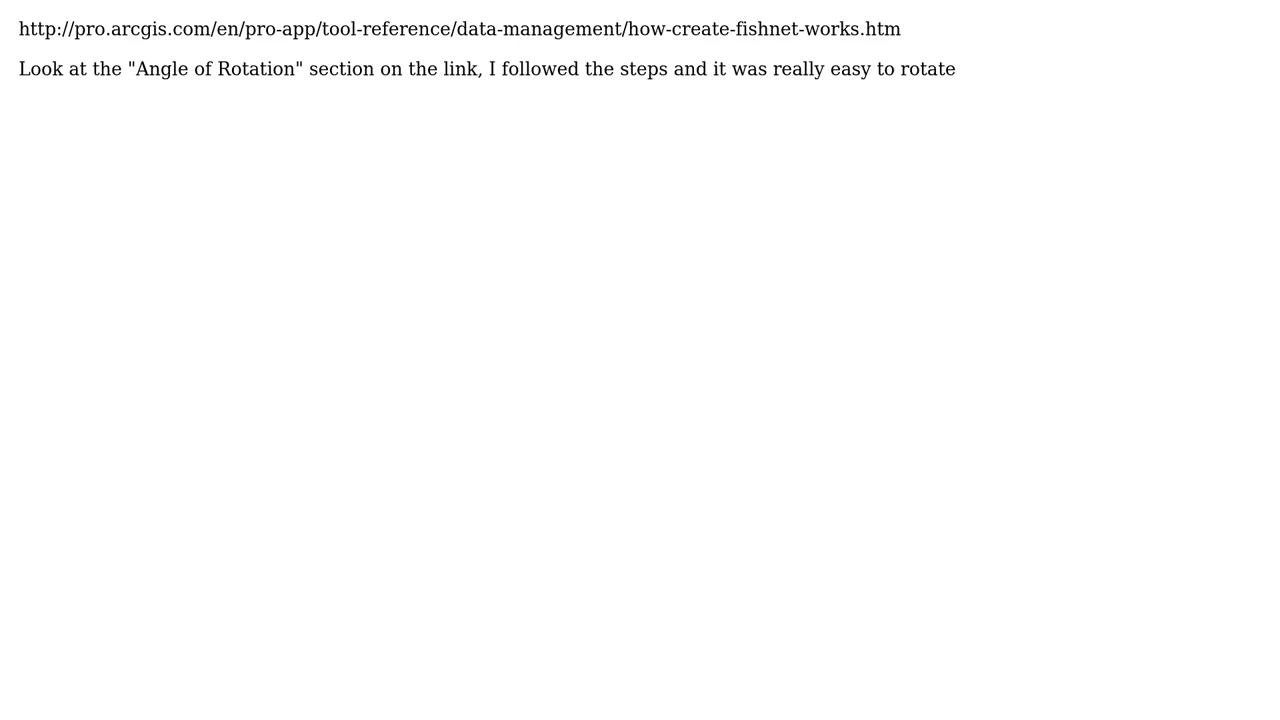 http://pro.arcgis.com/en/pro-app/tool-reference/data-management/how-create-fishnet-works.htm
Look at the "Angle of Rotation" section on the link, I followed the steps and it was really easy to rotate